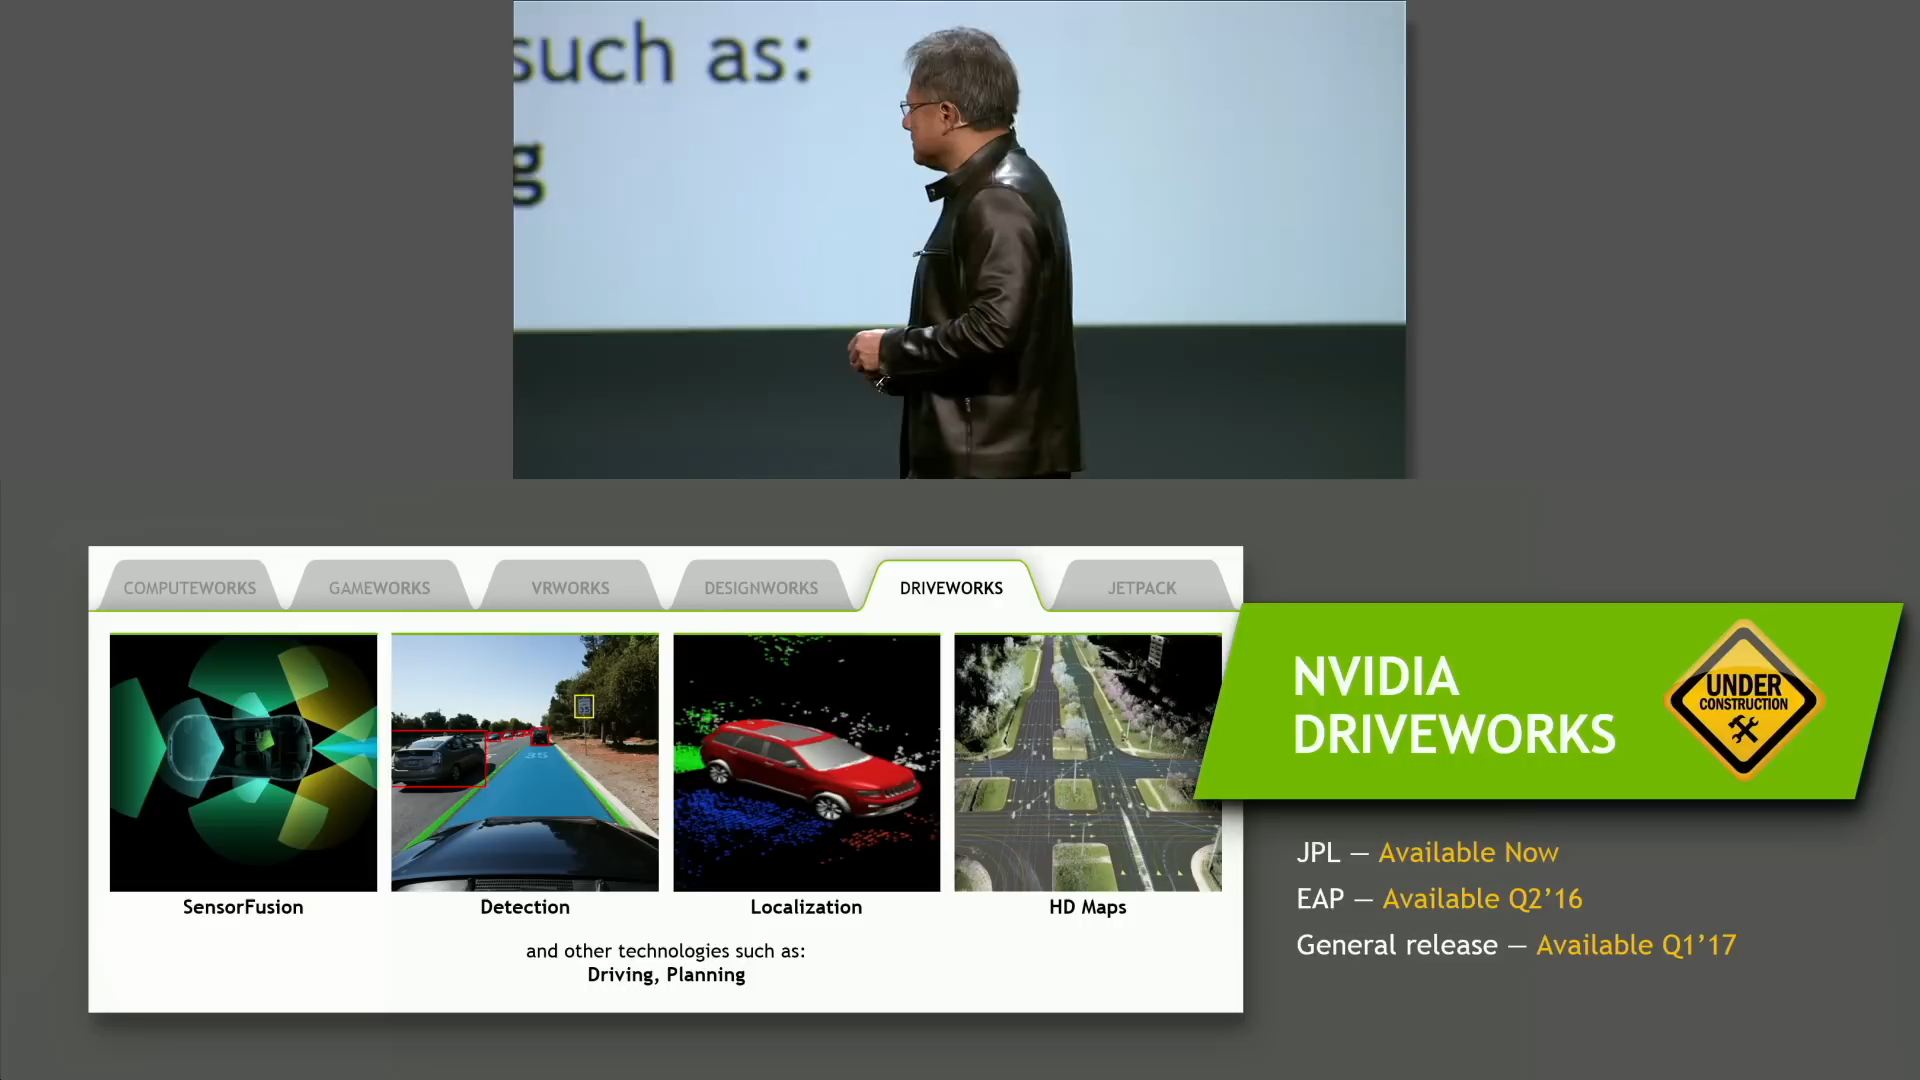 such as:
g
COMPUTEWORKS
GAMEWORKS
VRWORKS
DESIGNWORKS
DRIVEWORKS
JETPACK
NVIDIA
DRIVEWORKS
UNDER
CONSTRUCTION
35
SensorFusion
Detection
Localization
HD Maps
and other technologies such as:
Driving, Planning
JPL — Available Now
EAP — Available Q2’16
General release — Available Q1’17